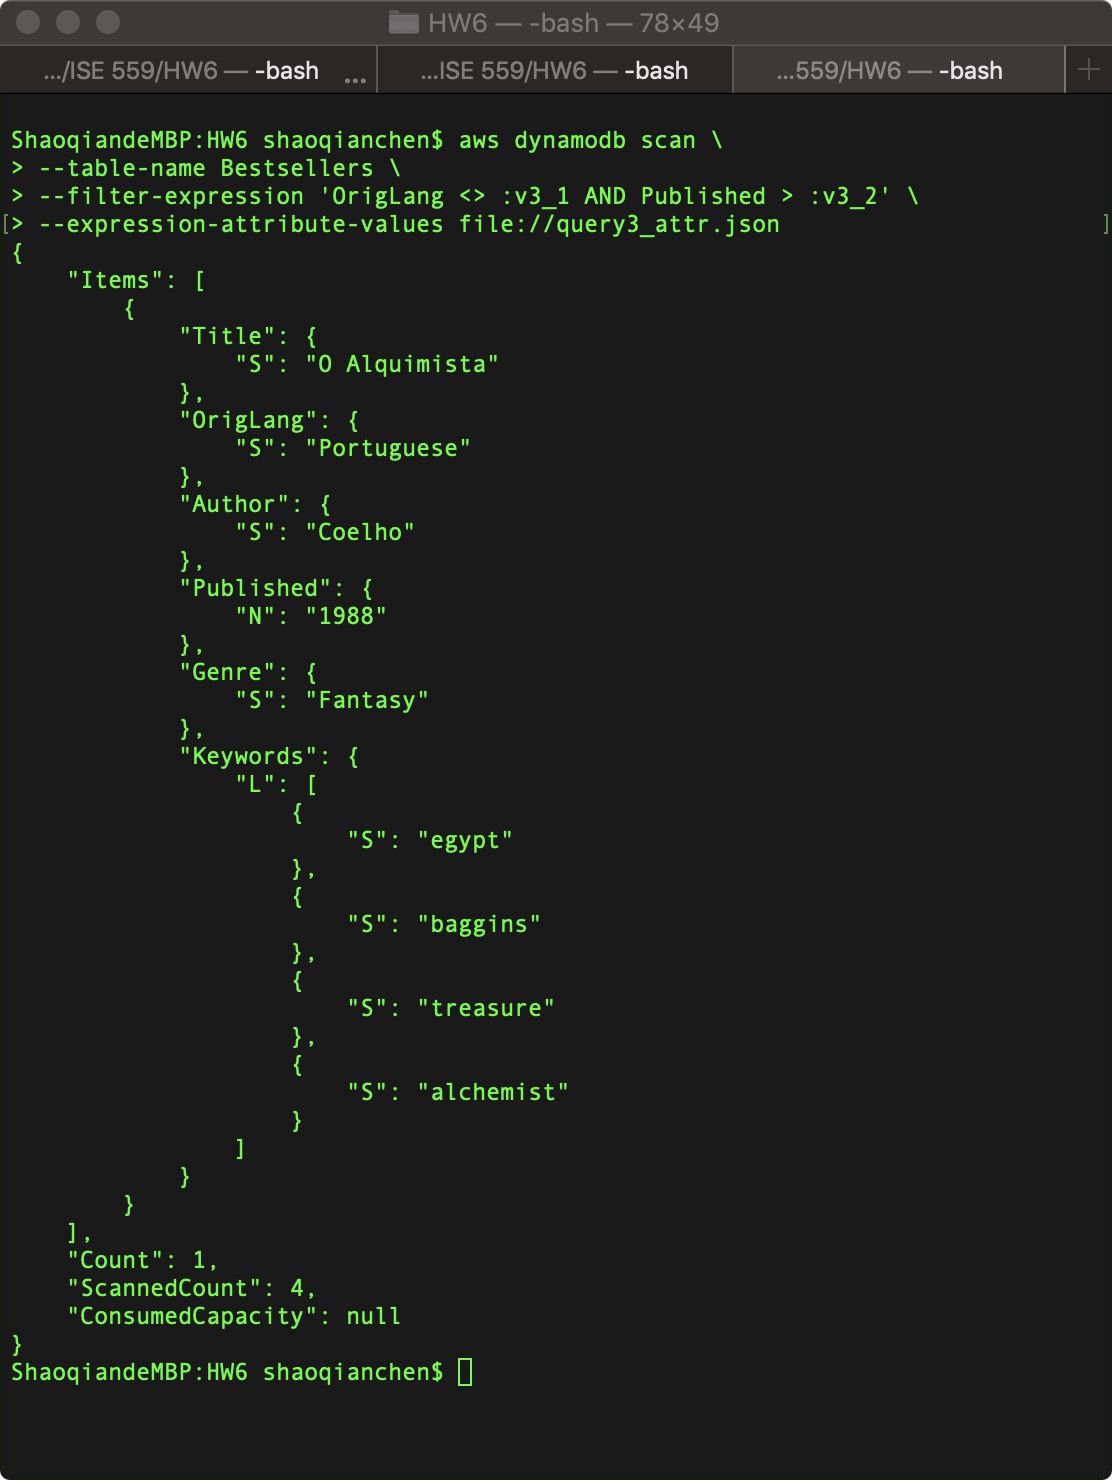 HW6 — -bash — 78×49
.../ISE 559/HW6 — -bash ...
...ISE 559/HW6 — -bash
...559/HW6 — -bash
ShaoqiandeMBP:HW6 shaoqianchen$ aws dynamodb scan \
> --table-name Bestsellers \
> --filter-expression 'OrigLang <> :v3_1 AND Published > :v3_2' \
[> --expression-attribute-values file://query3_attr.json ]
{
    "Items": [
        {
            "Title": {
                "S": "O Alquimista"
            },
            "OrigLang": {
                "S": "Portuguese"
            },
            "Author": {
                "S": "Coelho"
            },
            "Published": {
                "N": "1988"
            },
            "Genre": {
                "S": "Fantasy"
            },
            "Keywords": {
                "L": [
                    {
                        "S": "egypt"
                    },
                    {
                        "S": "baggins"
                    },
                    {
                        "S": "treasure"
                    },
                    {
                        "S": "alchemist"
                    }
                ]
            }
        }
    ],
    "Count": 1,
    "ScannedCount": 4,
    "ConsumedCapacity": null
}
ShaoqiandeMBP:HW6 shaoqianchen$